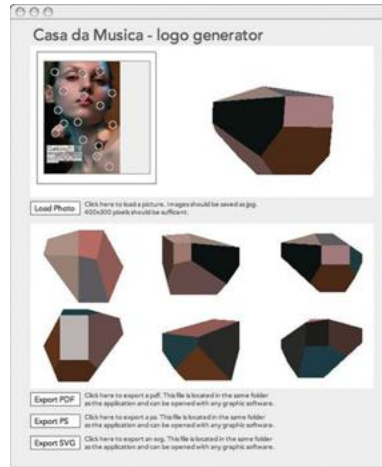 Casa da Musica - logo generator
Load Photo
Click here to load a picture. Images should be saved as jpg.
400x300 pixels should be sufficent.
Export PDF
Click here to export a pdf. This file is located in the same folder
as the application and can be opened with any graphic software.
Export PS
Click here to export a ps. This file is located in the same folder
as the application and can be opened with any graphic software.
Export SVG
Click here to export an svg. This file is located in the same folder
as the application and can be opened with any graphic software.